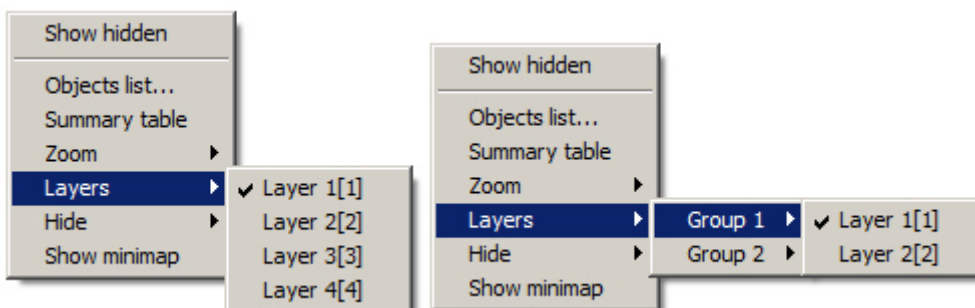 Show hidden
Objects list...
Summary table
Zoom
Layers
Hide
Show minimap
Layer 1[1]
Layer 2[2]
Layer 3[3]
Layer 4[4]
Show hidden
Objects list...
Summary table
Zoom
Layers
Hide
Show minimap
Group 1
Group 2
Layer 1[1]
Layer 2[2]